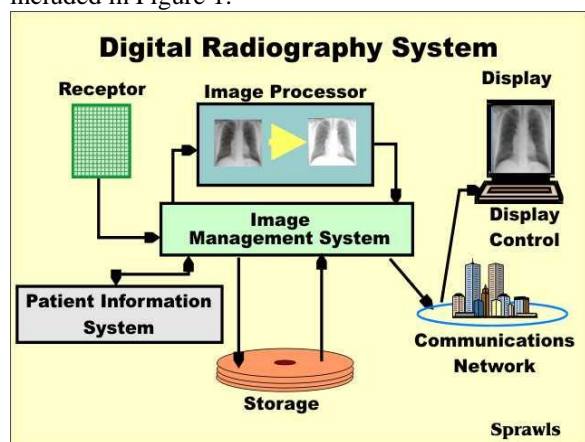 included in Figure 1.
Digital Radiography System
Receptor
Image Processor
Display
Image
Management System
Display
Control
Patient Information
System
Storage
Communications
Network
Sprawls